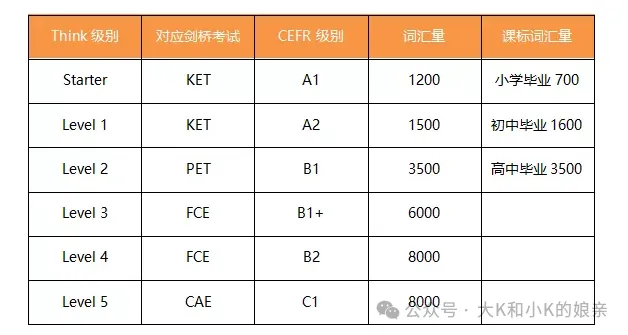 Think 级别 对应剑桥考试 CEFR 级别 词汇量 课标词汇量
Starter KET A1 1200 小学毕业 700
Level 1 KET A2 1500 初中毕业 1600
Level 2 PET B1 3500 高中毕业 3500
Level 3 FCE B1+ 6000
Level 4 FCE B2 8000
Level 5 CAE C1 8000
公众号 · 大K和小K的娘亲